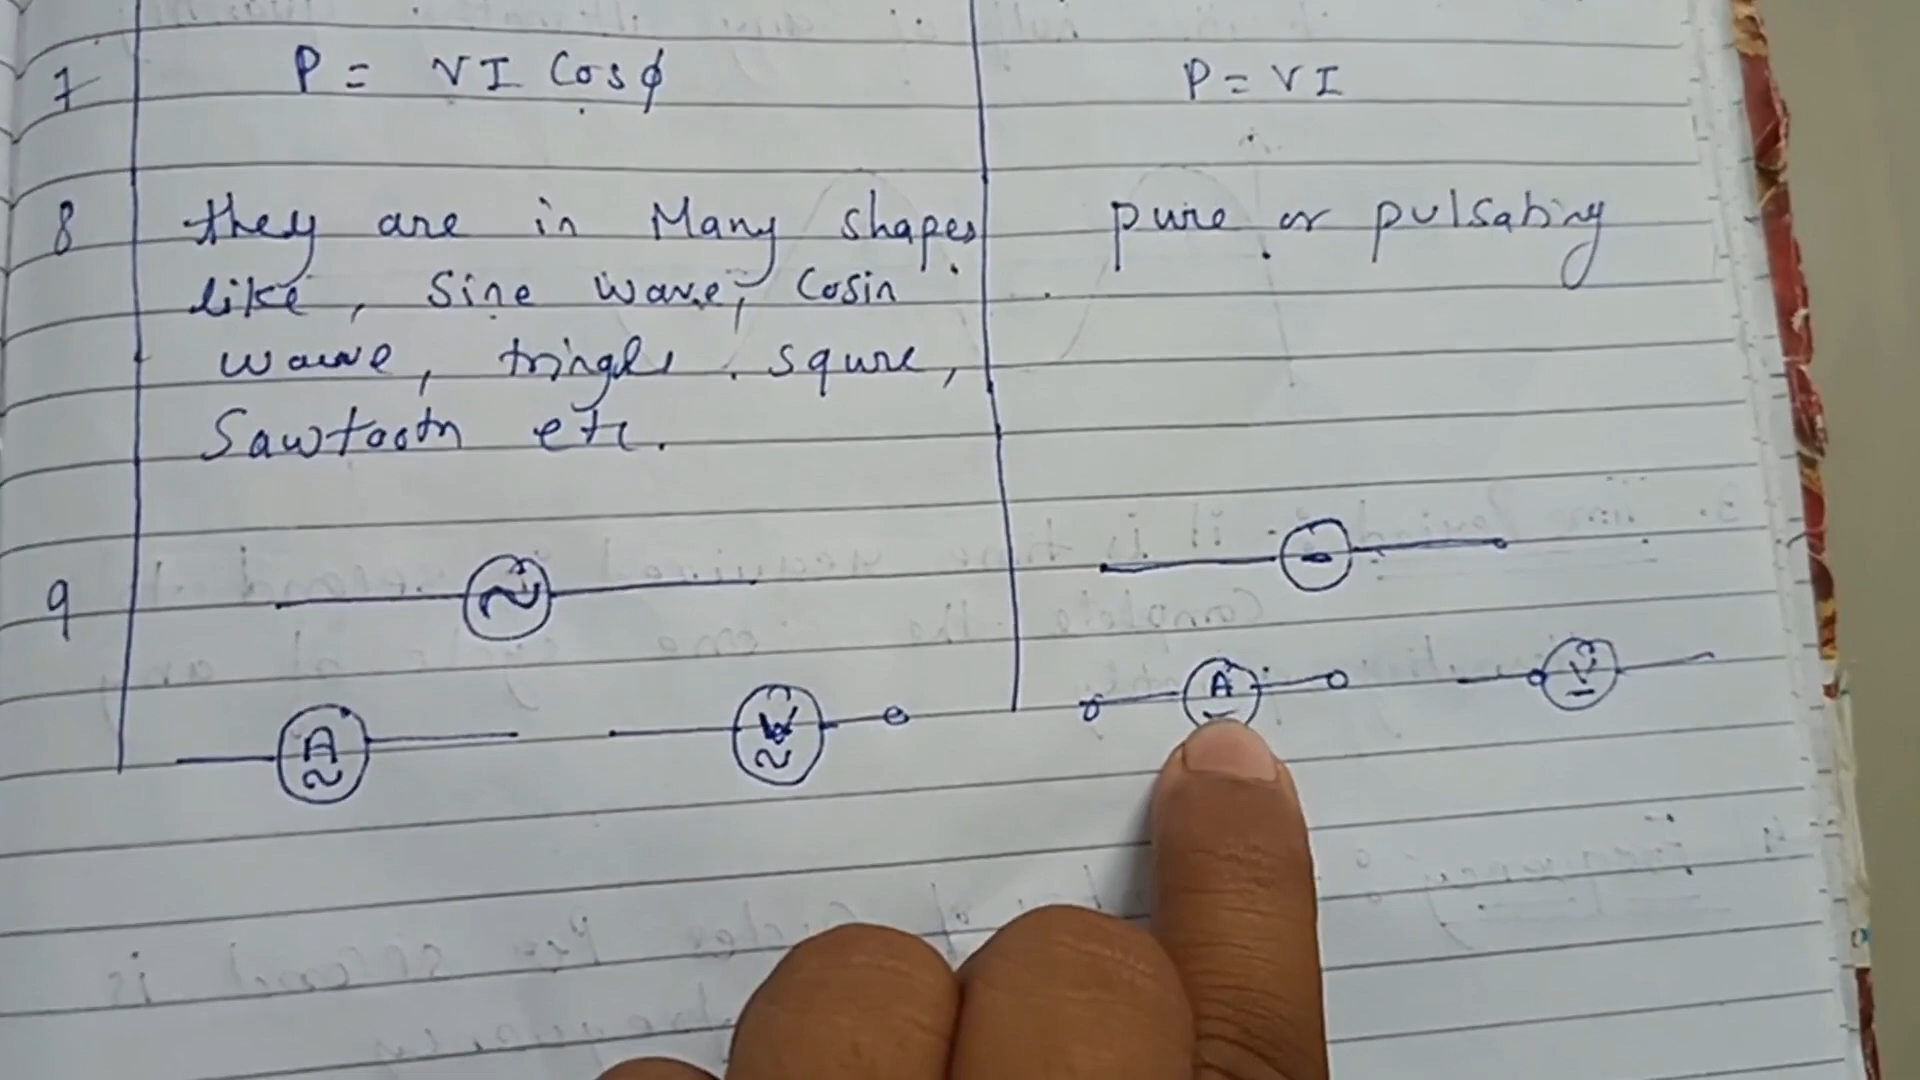 7 P = VI Cosφ P = VI
8 they are in Many shapes pure or pulsating
like, Sine wave, Cosin
wave, tringle, squre,
Sawtooth etc.
9 ~ -
A ~ V ~ A - V -